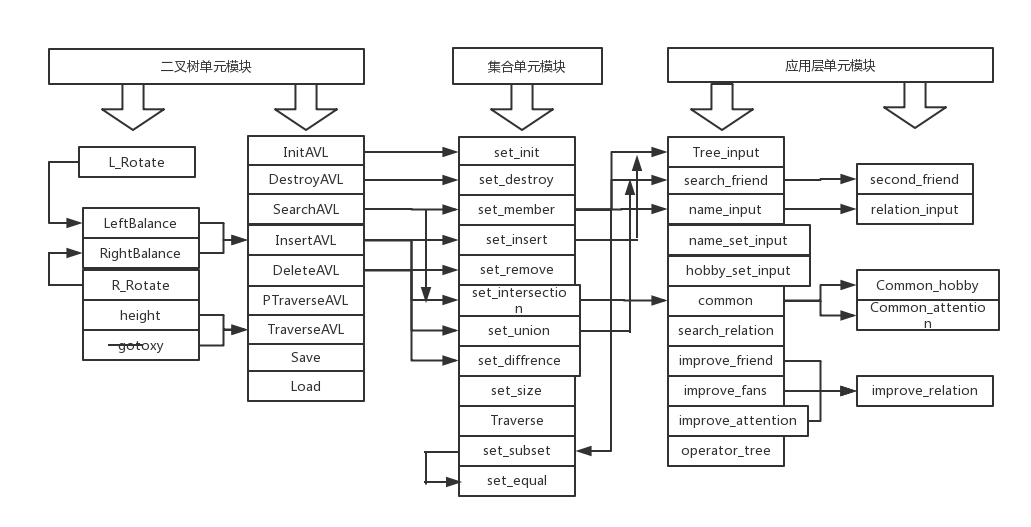 二叉树单元模块
集合单元模块
应用层单元模块
L_Rotate
LeftBalance
RightBalance
R_Rotate
height
gotoxy
InitAVL
DestroyAVL
SearchAVL
InsertAVL
DeleteAVL
PTraverseAVL
TraverseAVL
Save
Load
set_init
set_destroy
set_member
set_insert
set_remove
set_intersectio
n
set_union
set_diffrence
set_size
Traverse
set_subset
set_equal
Tree_input
search_friend
name_input
name_set_input
hobby_set_input
common
search_relation
improve_friend
improve_fans
improve_attention
operator_tree
second_friend
relation_input
Common_hobby
Common_attentio
n
improve_relation